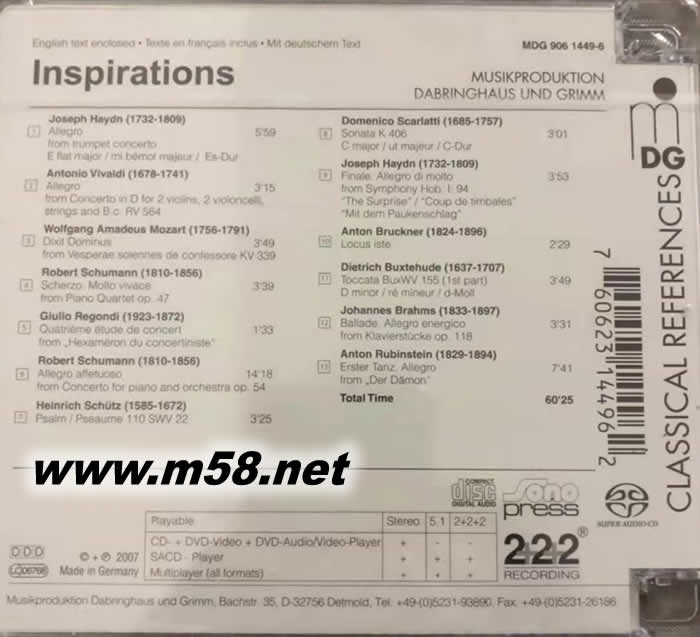 English text enclosed • Texte en français inclus • Mit deutschem Text
MDG 906 1449-6
Inspirations
MUSIKPRODUKTION
DABRINGHAUS UND GRIMM
Joseph Haydn (1732-1809)
1 Allegro 5'59
from trumpet concerto
E flat major / mi bémol majeur / Es-Dur
Antonio Vivaldi (1678-1741)
2 Allegro 3'15
from Concerto in D for 2 violins, 2 violoncelli,
strings and B.c. RV 564
Wolfgang Amadeus Mozart (1756-1791)
3 Dixit Dominus 3'49
from Vesperae solennes de confessore KV 339
Robert Schumann (1810-1856)
4 Scherzo. Molto vivace 3'39
from Piano Quartet op. 47
Giulio Regondi (1923-1872)
5 Quatrième étude de concert 1'33
from „Hexaméron du concertiniste"
Robert Schumann (1810-1856)
6 Allegro affetuoso 14'18
from Concerto for piano and orchestra op. 54
Heinrich Schütz (1585-1672)
7 Psalm / Pseaume 110 SWV 22 3'25
Domenico Scarlatti (1685-1757)
8 Sonata K 406 3'01
C major / ut majeur / C-Dur
Joseph Haydn (1732-1809)
9 Finale. Allegro di molto 3'53
from Symphony Hob. I: 94
"The Surprise" / "Coup de timbales"
"Mit dem Paukenschlag"
Anton Bruckner (1824-1896)
10 Locus iste 2'29
Dietrich Buxtehude (1637-1707)
11 Toccata BuxWV 155 (1st part) 3'49
D minor / ré mineur / d-Moll
Johannes Brahms (1833-1897)
12 Ballade. Allegro energico 3'31
from Klavierstücke op. 118
Anton Rubinstein (1829-1894)
13 Erster Tanz. Allegro 7'41
from „Der Dämon"
Total Time 60'25
MDG
CLASSICAL REFERENCES
7 60623 14496 2
www.m58.net
COMPACT
disc
DIGITAL AUDIO
sono
press
SUPER AUDIO CD
2+2+2®
RECORDING
Playable Stereo 5.1 2+2+2
CD- + DVD-Video + DVD-Audio/Video-Player + - -
SACD - Player + + +
Multiplayer (all formats) + + +
DDD
LC06768
© + ℗ 2007
Made in Germany
Musikproduktion Dabringhaus und Grimm, Bachstr. 35, D-32756 Detmold, Tel. +49-(0)5231-93890, Fax +49-(0)5231-26186